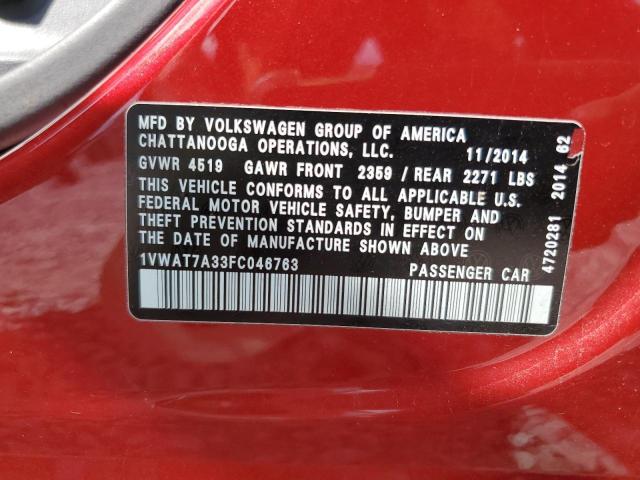 MFD BY VOLKSWAGEN GROUP OF AMERICA
CHATTANOOGA OPERATIONS, LLC. 11/2014
GVWR 4519 GAWR FRONT 2359 / REAR 2271 LBS
THIS VEHICLE CONFORMS TO ALL APPLICABLE U.S.
FEDERAL MOTOR VEHICLE SAFETY, BUMPER AND
THEFT PREVENTION STANDARDS IN EFFECT ON THE
DATE OF MANUFACTURE SHOWN ABOVE
1VWAT7A33FC046763 PASSENGER CAR
4720281 2014 62